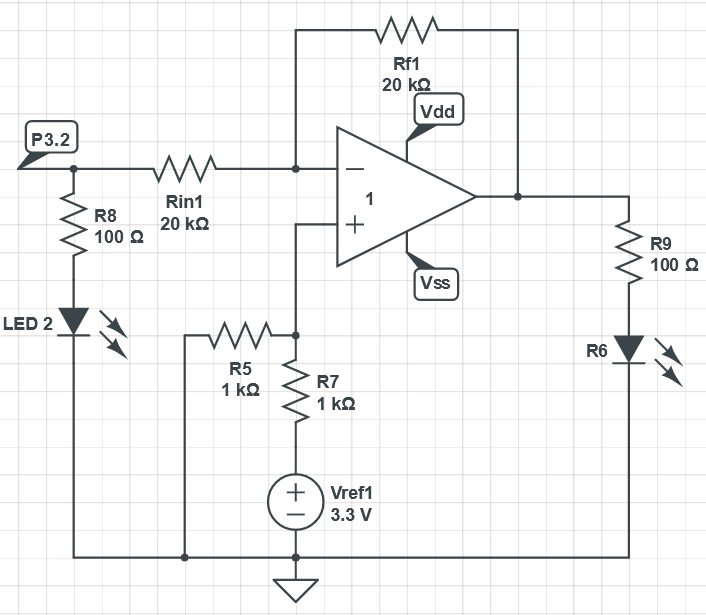 Rf1
20 kΩ
Vdd
P3.2
Rin1
20 kΩ
1
R8
100 Ω
R9
100 Ω
Vss
LED 2
R5
1 kΩ
R7
1 kΩ
R6
Vref1
3.3 V